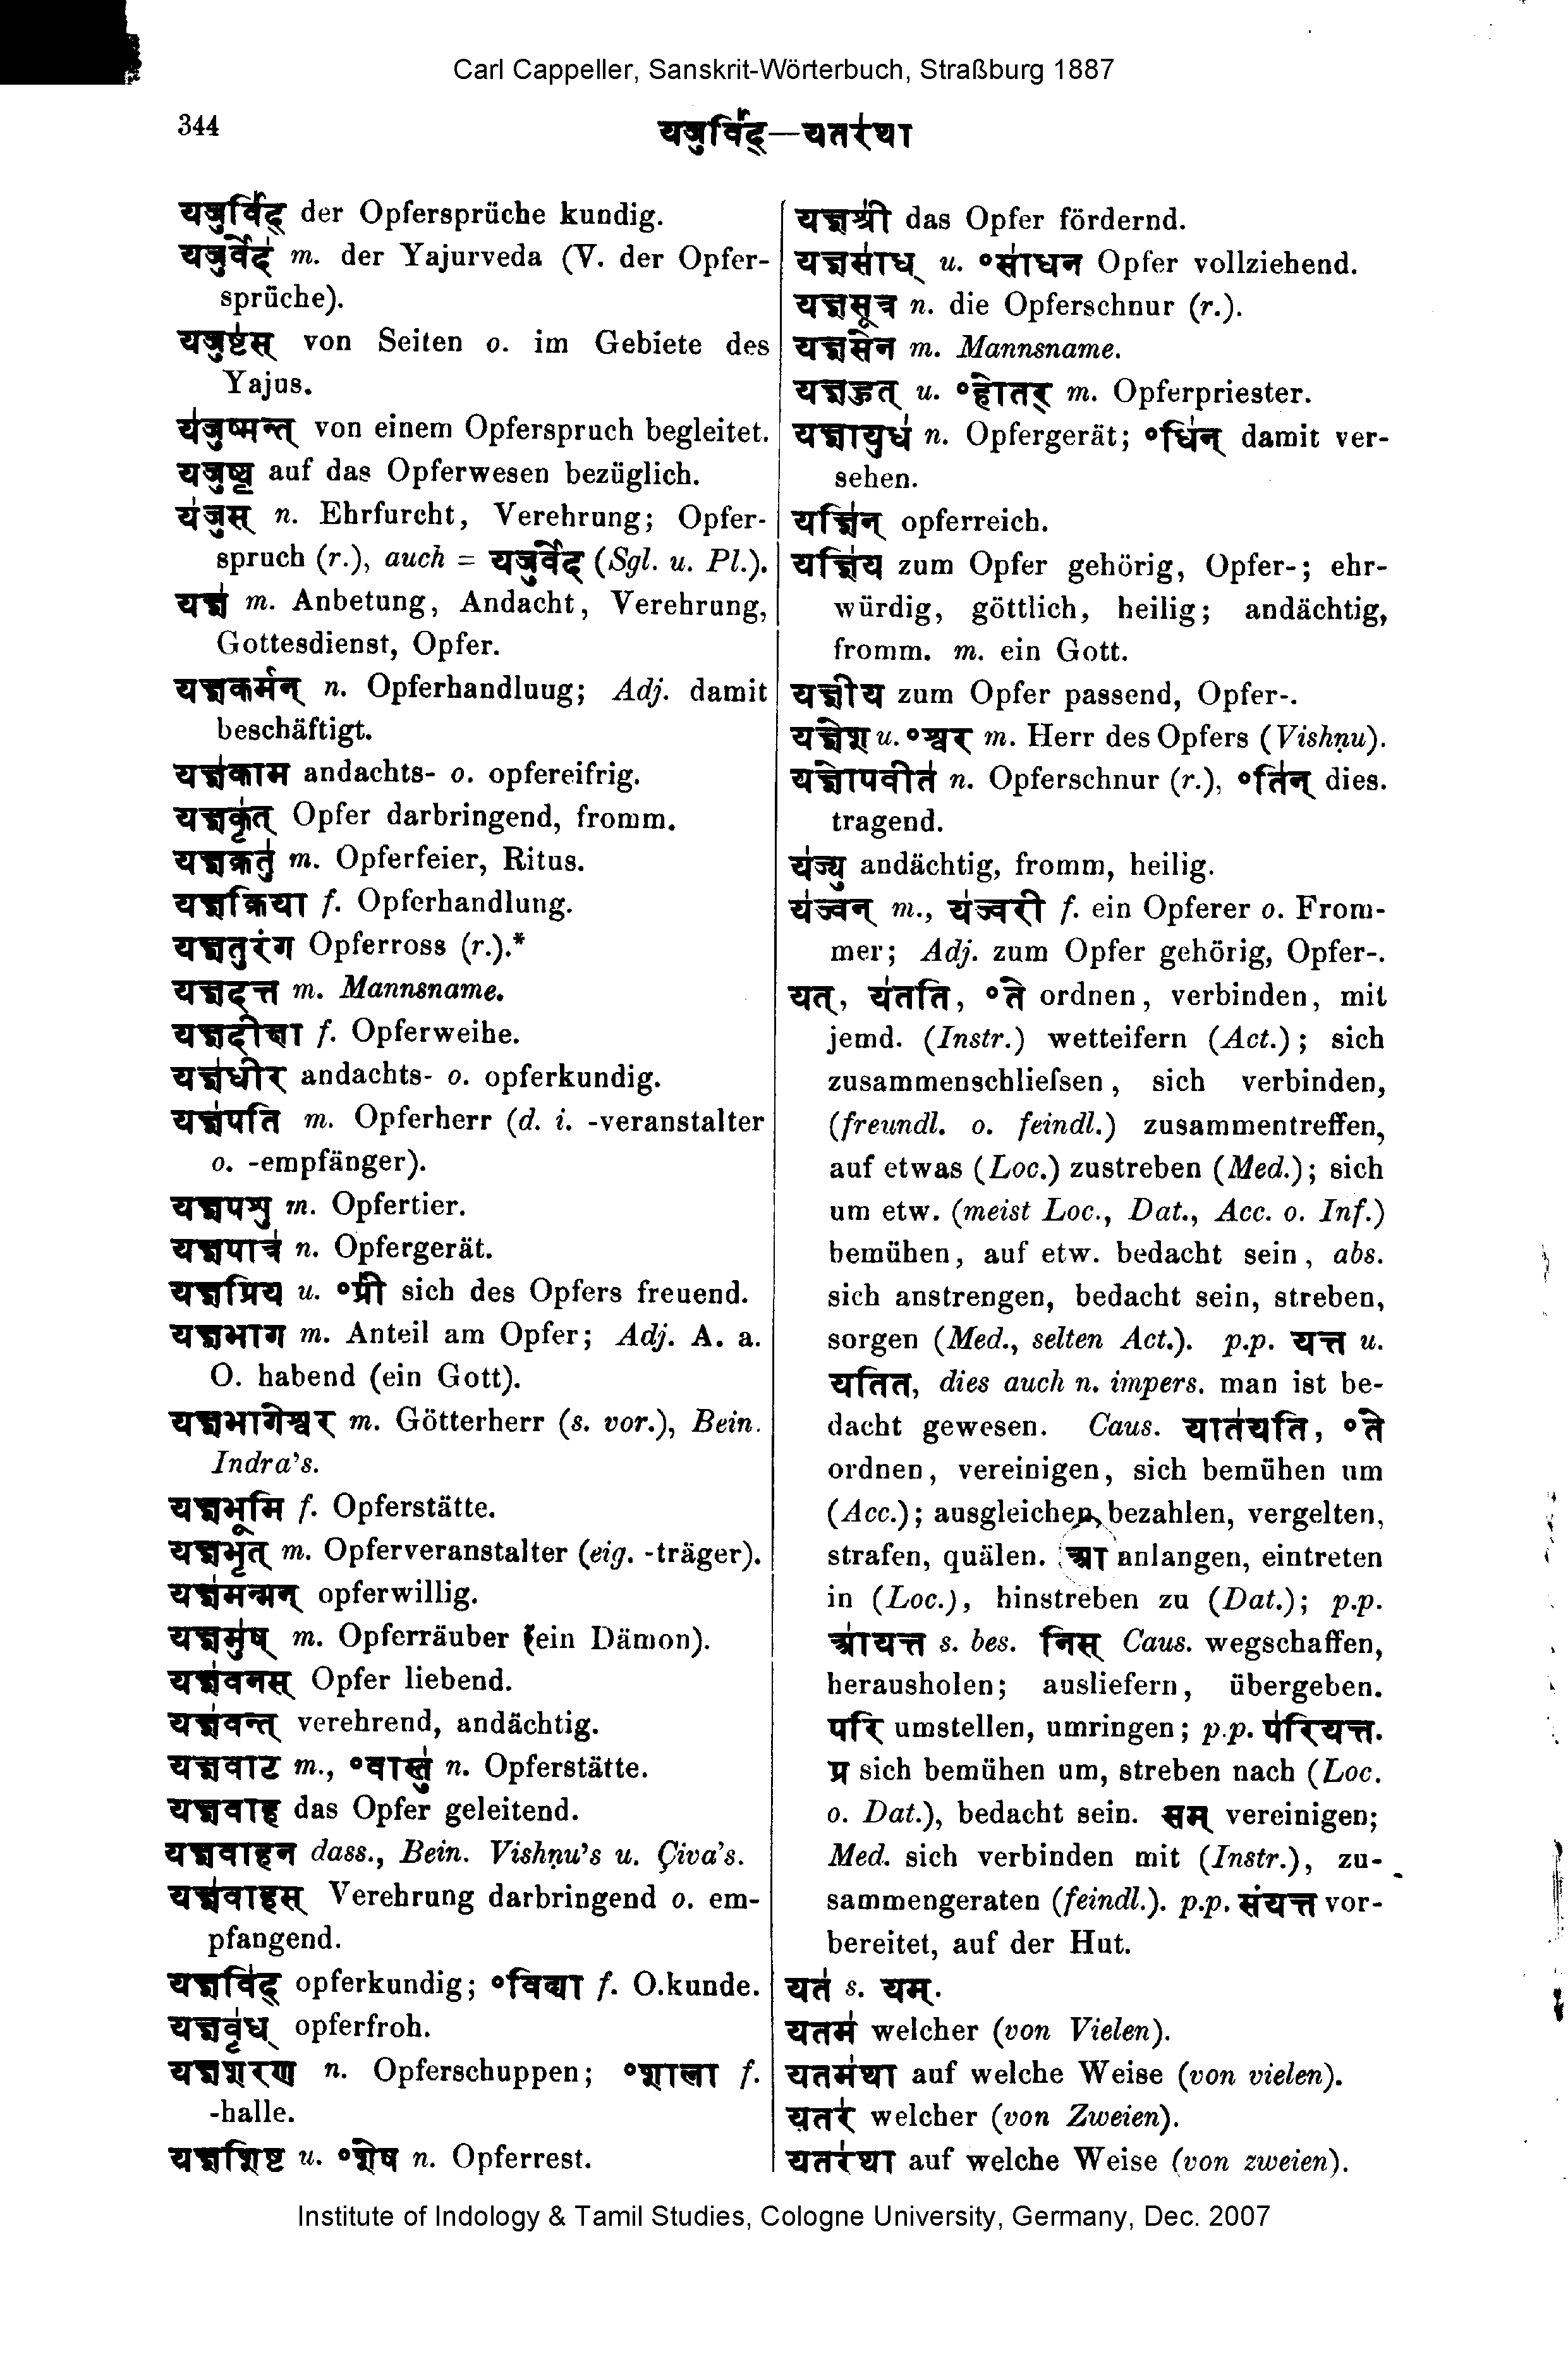 Carl Cappeller, Sanskrit-Wörterbuch, Straßburg 1887
344
यजुर्विद्—यतरथा
यजुर्विद् der Opfersprüche kundig.
यजुर्वेद m. der Yajurveda (V. der Opfer-
sprüche).
यजुष्टस् von Seiten o. im Gebiete des
Yajus.
यजुष्मन्त् von einem Opferspruch begleitet.
यजुष्य auf das Opferwesen bezüglich.
यजुस् n. Ehrfurcht, Verehrung; Opfer-
spruch (r.), auch = यजुर्वेद (Sgl. u. Pl.).
यज्ञ m. Anbetung, Andacht, Verehrung,
Gottesdienst, Opfer.
यज्ञकर्मन् n. Opferhandluug; Adj. damit
beschäftigt.
यज्ञकाम andachts- o. opfereifrig.
यज्ञकृत् Opfer darbringend, fromm.
यज्ञक्रतु m. Opferfeier, Ritus.
यज्ञक्रिया f. Opferhandlung.
यज्ञतुरंग Opferross (r.).*
यज्ञदत्त m. Mannsname.
यज्ञदीक्षा f. Opferweihe.
यज्ञधीर andachts- o. opferkundig.
यज्ञपति m. Opferherr (d. i. -veranstalter
o. -empfänger).
यज्ञपशु m. Opfertier.
यज्ञपात्र n. Opfergerät.
यज्ञप्रिय u. °प्री sich des Opfers freuend.
यज्ञभाग m. Anteil am Opfer; Adj. A. a.
O. habend (ein Gott).
यज्ञभागेश्वर m. Götterherr (s. vor.), Bein.
Indra's.
यज्ञभूमि f. Opferstätte.
यज्ञभृत् m. Opferveranstalter (eig. -träger).
यज्ञमन्मन् opferwillig.
यज्ञमुष् m. Opferräuber (ein Dämon).
यज्ञवनस् Opfer liebend.
यज्ञवन्त् verehrend, andächtig.
यज्ञवाट m., °वास्तु n. Opferstätte.
यज्ञवाह das Opfer geleitend.
यज्ञवाहन dass., Bein. Vishṇu's u. Çiva's.
यज्ञवाहस् Verehrung darbringend o. em-
pfangend.
यज्ञविद् opferkundig; °विद्या f. O.kunde.
यज्ञवृध् opferfroh.
यज्ञशरण n. Opferschuppen; °शाला f.
-halle.
यज्ञशिष्ट u. °शेष n. Opferrest.
यज्ञश्री das Opfer fördernd.
यज्ञसाध् u. °साधन Opfer vollziehend.
यज्ञसूत्र n. die Opferschnur (r.).
यज्ञसेन m. Mannsname.
यज्ञहुत् u. °होतर् m. Opferpriester.
यज्ञायुध n. Opfergerät; °धिन् damit ver-
sehen.
यज्ञिन् opferreich.
यज्ञिय zum Opfer gehörig, Opfer-; ehr-
würdig, göttlich, heilig; andächtig,
fromm. m. ein Gott.
यज्ञीय zum Opfer passend, Opfer-.
यज्ञेश u. °श्वर m. Herr des Opfers (Vishṇu).
यज्ञोपवीत n. Opferschnur (r.), °तिन् dies.
tragend.
यज्यु andächtig, fromm, heilig.
यज्वन् m., यज्वरी f. ein Opferer o. From-
mer; Adj. zum Opfer gehörig, Opfer-.
यत्, यतति, °ते ordnen, verbinden, mit
jemd. (Instr.) wetteifern (Act.); sich
zusammenschliefsen, sich verbinden,
(freundl. o. feindl.) zusammentreffen,
auf etwas (Loc.) zustreben (Med.); sich
um etw. (meist Loc., Dat., Acc. o. Inf.)
bemühen, auf etw. bedacht sein, abs.
sich anstrengen, bedacht sein, streben,
sorgen (Med., selten Act.). p.p. यत्त u.
यतित, dies auch n. impers. man ist be-
dacht gewesen. Caus. यातयति, °ते
ordnen, vereinigen, sich bemühen um
(Acc.); ausgleichen, bezahlen, vergelten,
strafen, quälen. आ anlangen, eintreten
in (Loc.), hinstreben zu (Dat.); p.p.
आयत्त s. bes. निस् Caus. wegschaffen,
herausholen; ausliefern, übergeben.
परि umstellen, umringen; p.p. परियत्त.
प्र sich bemühen um, streben nach (Loc.
o. Dat.), bedacht sein. सम् vereinigen;
Med. sich verbinden mit (Instr.), zu-
sammengeraten (feindl.). p.p. संयत्त vor-
bereitet, auf der Hut.
यत s. यम्.
यतम welcher (von Vielen).
यतमथा auf welche Weise (von vielen).
यतर welcher (von Zweien).
यतरथा auf welche Weise (von zweien).
Institute of Indology & Tamil Studies, Cologne University, Germany, Dec. 2007